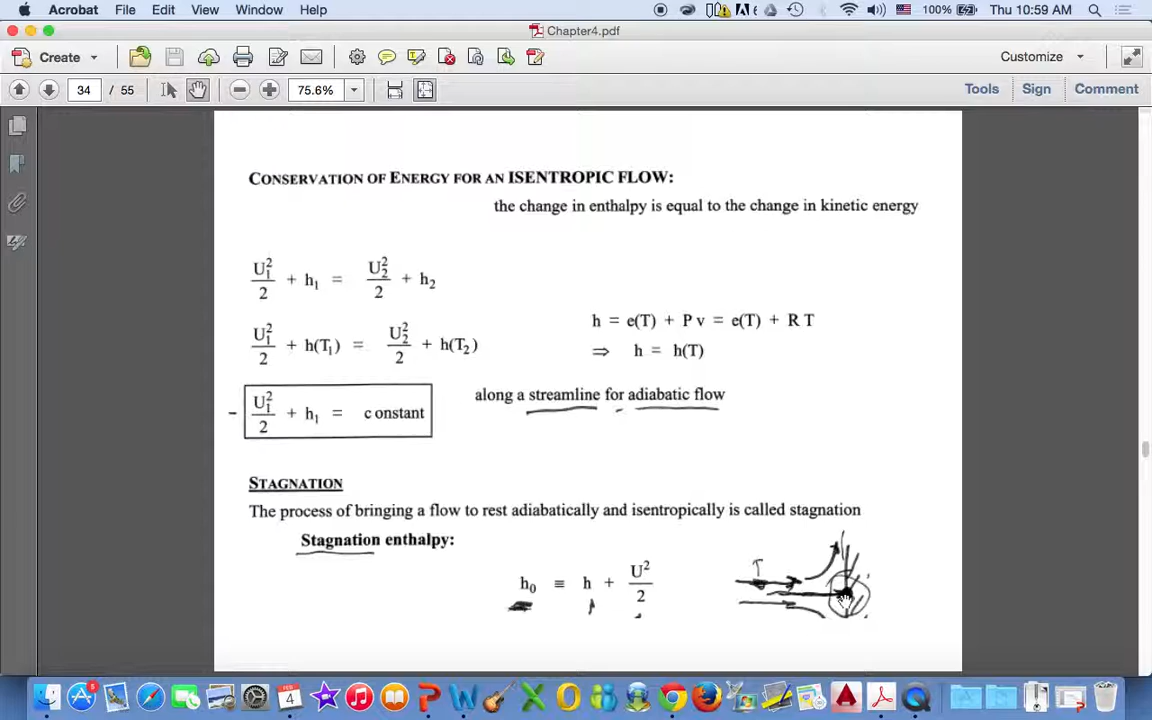 Acrobat File Edit View Window Help 100% Thu 10:59 AM
Chapter4.pdf
Create Customize
34 / 55 75.6% Tools Sign Comment
CONSERVATION OF ENERGY FOR AN ISENTROPIC FLOW:
the change in enthalpy is equal to the change in kinetic energy
U₁²/2 + h₁ = U₂²/2 + h₂
h = e(T) + P v = e(T) + R T
U₁²/2 + h(T₁) = U₂²/2 + h(T₂)
⇒ h = h(T)
along a streamline for adiabatic flow
U₁²/2 + h₁ = constant
STAGNATION
The process of bringing a flow to rest adiabatically and isentropically is called stagnation
Stagnation enthalpy:
h₀ ≡ h + U²/2
T
FEB
4
5